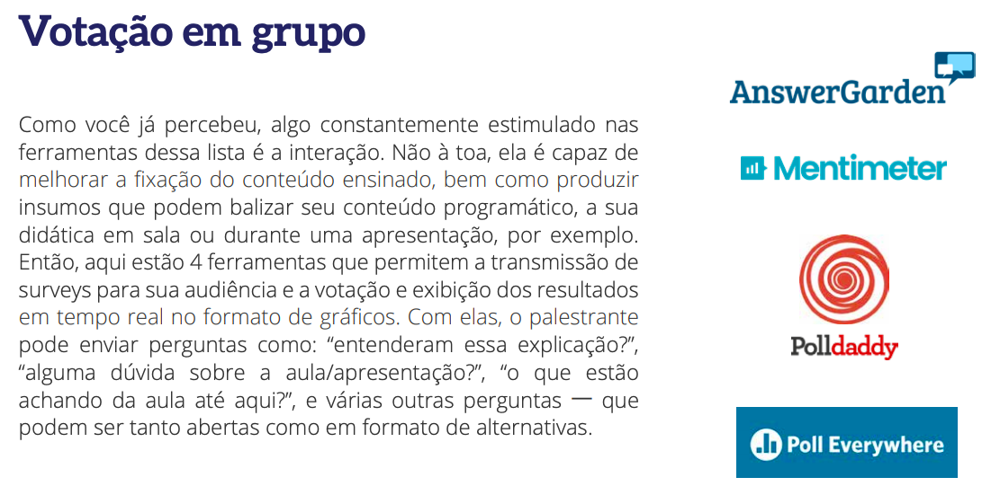 Votação em grupo
Como você já percebeu, algo constantemente estimulado nas
ferramentas dessa lista é a interação. Não à toa, ela é capaz de
melhorar a fixação do conteúdo ensinado, bem como produzir
insumos que podem balizar seu conteúdo programático, a sua
didática em sala ou durante uma apresentação, por exemplo.
Então, aqui estão 4 ferramentas que permitem a transmissão de
surveys para sua audiência e a votação e exibição dos resultados
em tempo real no formato de gráficos. Com elas, o palestrante
pode enviar perguntas como: “entenderam essa explicação?”,
“alguma dúvida sobre a aula/apresentação?”, “o que estão
achando da aula até aqui?”, e várias outras perguntas — que
podem ser tanto abertas como em formato de alternativas.
AnswerGarden
Mentimeter
Polldaddy
Poll Everywhere